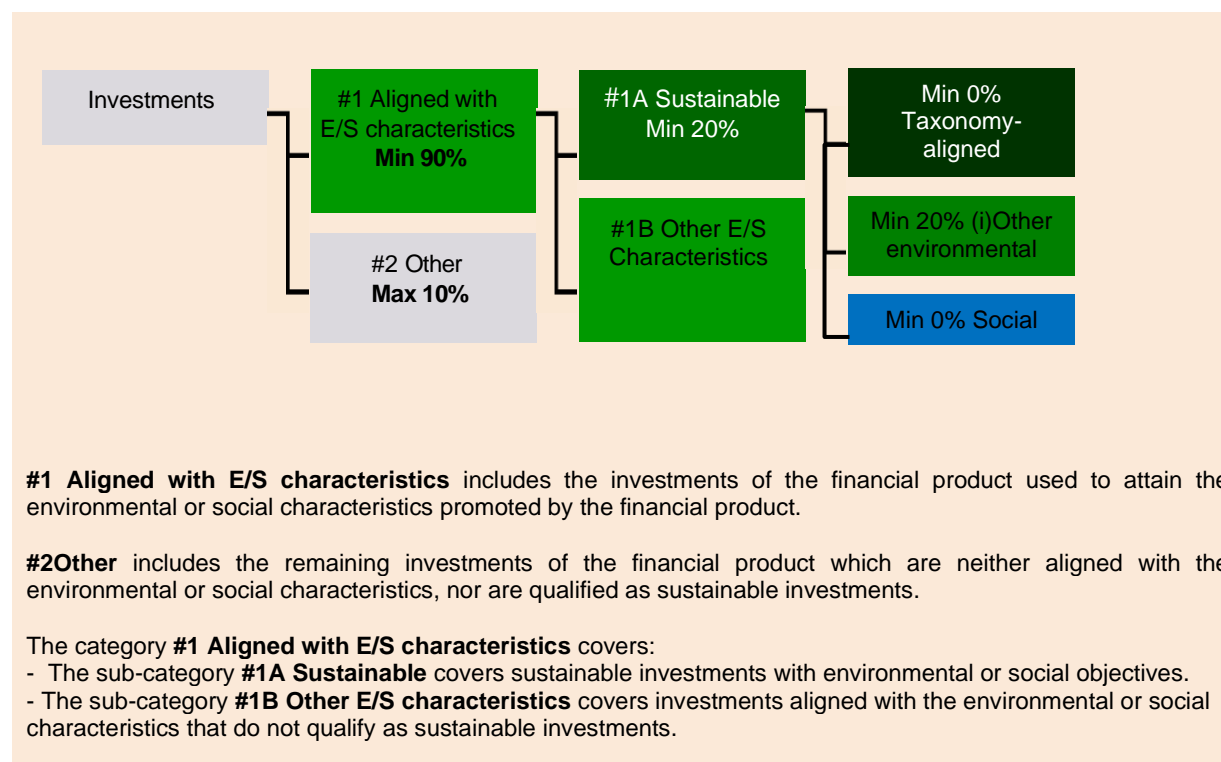 Investments
#1 Aligned with
E/S characteristics
Min 90%
#2 Other
Max 10%
#1A Sustainable
Min 20%
#1B Other E/S
Characteristics
Min 0%
Taxonomy-
aligned
Min 20% (i)Other
environmental
Min 0% Social
#1 Aligned with E/S characteristics includes the investments of the financial product used to attain the
environmental or social characteristics promoted by the financial product.
#2Other includes the remaining investments of the financial product which are neither aligned with the
environmental or social characteristics, nor are qualified as sustainable investments.
The category #1 Aligned with E/S characteristics covers:
- The sub-category #1A Sustainable covers sustainable investments with environmental or social objectives.
- The sub-category #1B Other E/S characteristics covers investments aligned with the environmental or social
characteristics that do not qualify as sustainable investments.